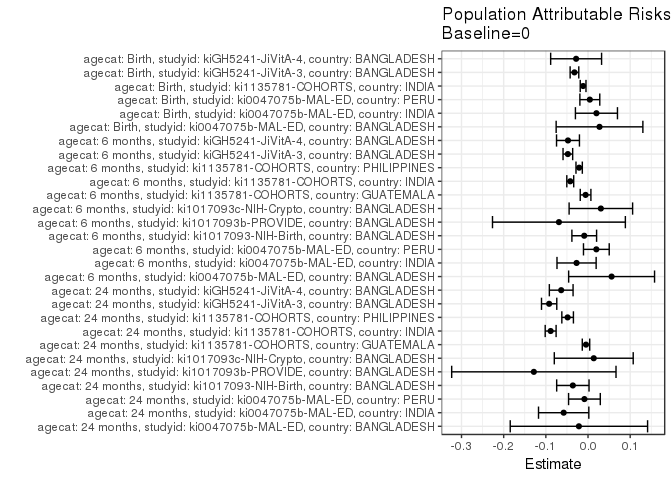 Population Attributable Risks
Baseline=0
agecat: Birth, studyid: kiGH5241-JiVitA-4, country: BANGLADESH
agecat: Birth, studyid: kiGH5241-JiVitA-3, country: BANGLADESH
agecat: Birth, studyid: ki1135781-COHORTS, country: INDIA
agecat: Birth, studyid: ki0047075b-MAL-ED, country: PERU
agecat: Birth, studyid: ki0047075b-MAL-ED, country: INDIA
agecat: Birth, studyid: ki0047075b-MAL-ED, country: BANGLADESH
agecat: 6 months, studyid: kiGH5241-JiVitA-4, country: BANGLADESH
agecat: 6 months, studyid: kiGH5241-JiVitA-3, country: BANGLADESH
agecat: 6 months, studyid: ki1135781-COHORTS, country: PHILIPPINES
agecat: 6 months, studyid: ki1135781-COHORTS, country: INDIA
agecat: 6 months, studyid: ki1135781-COHORTS, country: GUATEMALA
agecat: 6 months, studyid: ki1017093c-NIH-Crypto, country: BANGLADESH
agecat: 6 months, studyid: ki1017093b-PROVIDE, country: BANGLADESH
agecat: 6 months, studyid: ki1017093-NIH-Birth, country: BANGLADESH
agecat: 6 months, studyid: ki0047075b-MAL-ED, country: PERU
agecat: 6 months, studyid: ki0047075b-MAL-ED, country: INDIA
agecat: 6 months, studyid: ki0047075b-MAL-ED, country: BANGLADESH
agecat: 24 months, studyid: kiGH5241-JiVitA-4, country: BANGLADESH
agecat: 24 months, studyid: kiGH5241-JiVitA-3, country: BANGLADESH
agecat: 24 months, studyid: ki1135781-COHORTS, country: PHILIPPINES
agecat: 24 months, studyid: ki1135781-COHORTS, country: INDIA
agecat: 24 months, studyid: ki1135781-COHORTS, country: GUATEMALA
agecat: 24 months, studyid: ki1017093c-NIH-Crypto, country: BANGLADESH
agecat: 24 months, studyid: ki1017093b-PROVIDE, country: BANGLADESH
agecat: 24 months, studyid: ki1017093-NIH-Birth, country: BANGLADESH
agecat: 24 months, studyid: ki0047075b-MAL-ED, country: PERU
agecat: 24 months, studyid: ki0047075b-MAL-ED, country: INDIA
agecat: 24 months, studyid: ki0047075b-MAL-ED, country: BANGLADESH
-0.3 -0.2 -0.1 0.0 0.1
Estimate